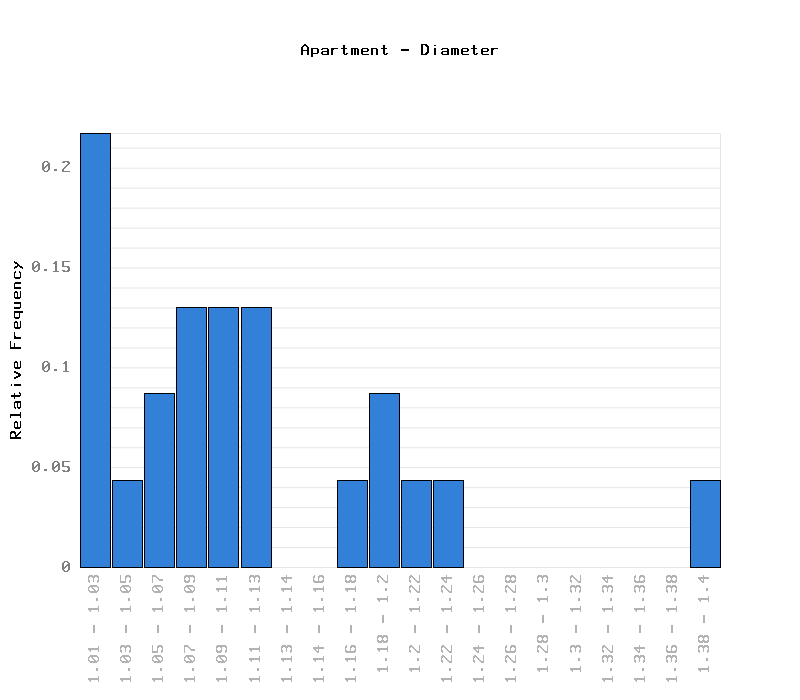 Apartment - Diameter
Relative Frequency
0.2
0.15
0.1
0.05
0
1.01 - 1.03
1.03 - 1.05
1.05 - 1.07
1.07 - 1.09
1.09 - 1.11
1.11 - 1.13
1.13 - 1.14
1.14 - 1.16
1.16 - 1.18
1.18 - 1.2
1.2 - 1.22
1.22 - 1.24
1.24 - 1.26
1.26 - 1.28
1.28 - 1.3
1.3 - 1.32
1.32 - 1.34
1.34 - 1.36
1.36 - 1.38
1.38 - 1.4